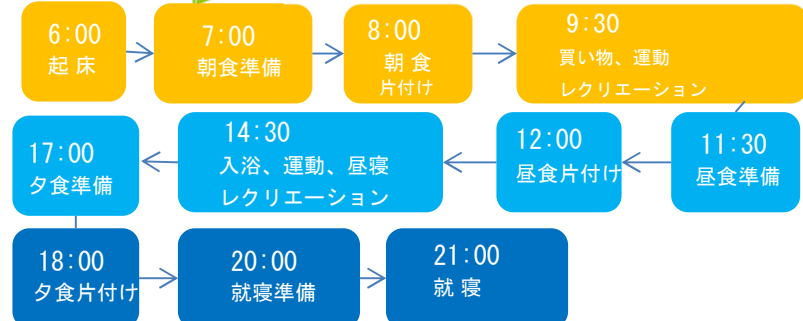 6:00
起 床
7:00
朝食準備
8:00
朝 食
片付け
9:30
買い物、運動
レクリエーション
11:30
昼食準備
12:00
昼食片付け
14:30
入浴、運動、昼寝
レクリエーション
17:00
夕食準備
18:00
夕食片付け
20:00
就寝準備
21:00
就 寝